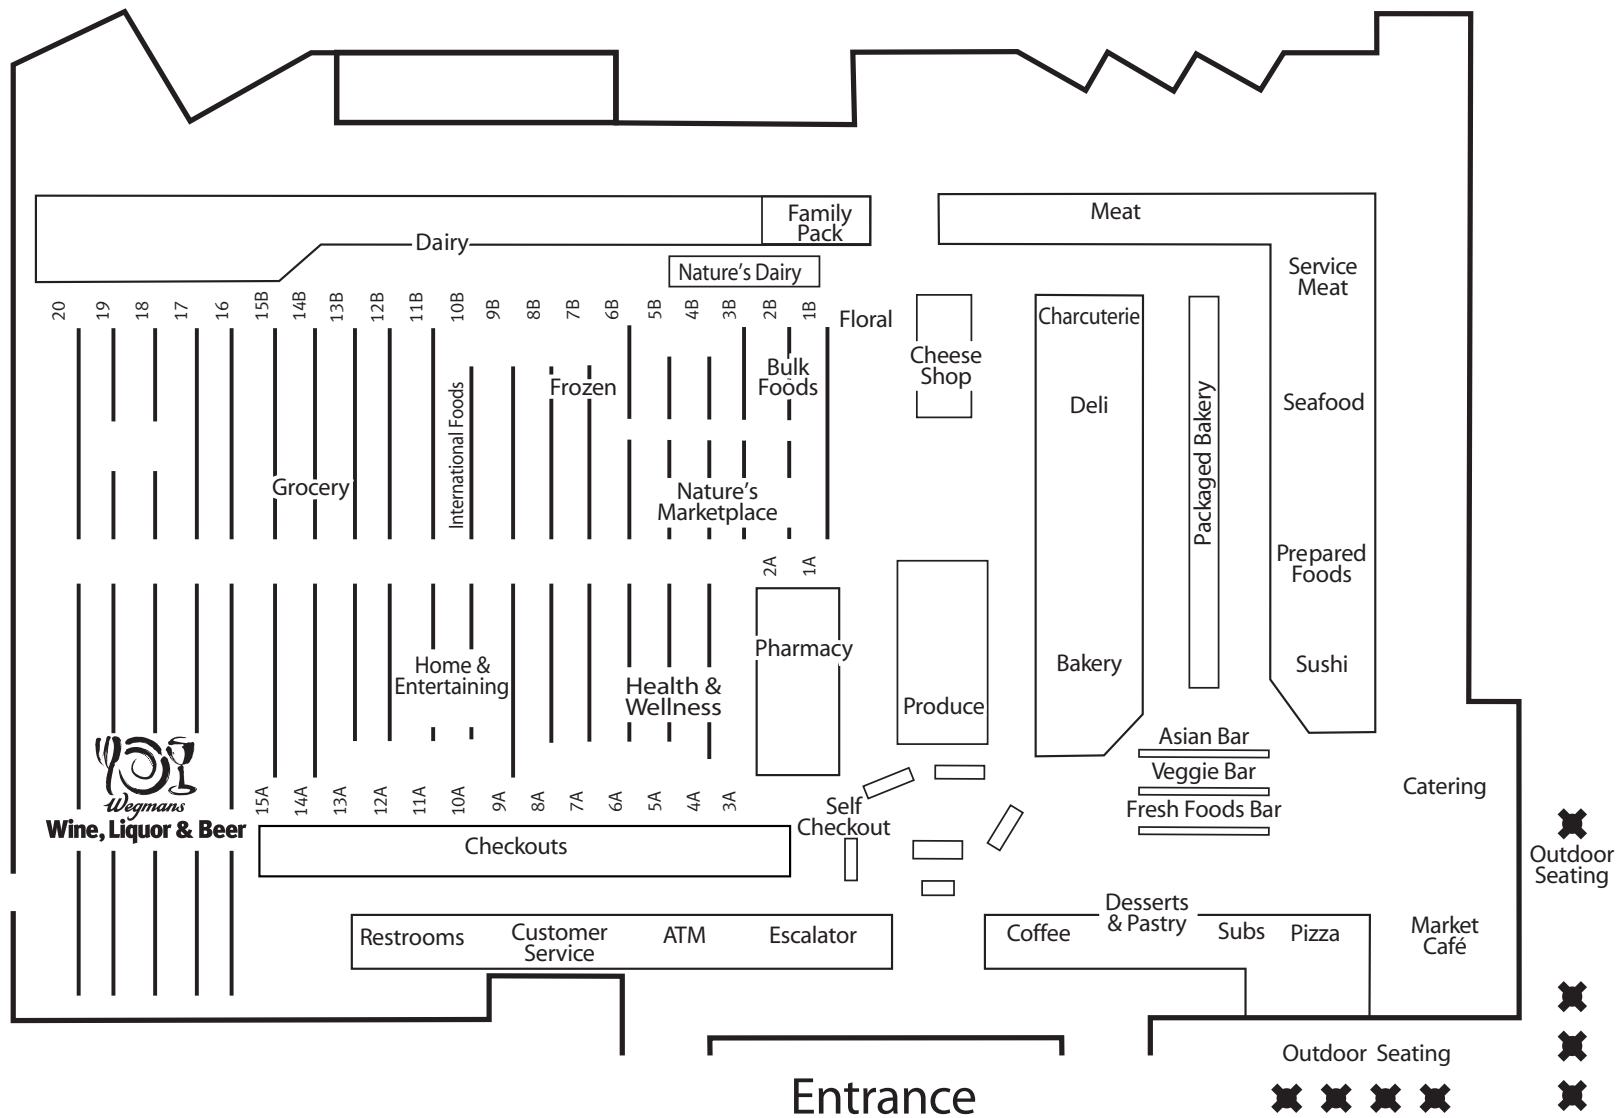 Family
Pack
Meat
Dairy
Nature's Dairy
Service
Meat
20
19
18
17
16
15B
14B
13B
12B
11B
10B
9B
8B
7B
6B
5B
4B
3B
2B
1B
Floral
Charcuterie
Cheese
Shop
Bulk
Foods
Frozen
International Foods
Deli
Packaged Bakery
Seafood
Grocery
Nature's
Marketplace
2A
1A
Prepared
Foods
Pharmacy
Home &
Entertaining
Health &
Wellness
Bakery
Sushi
Produce
Asian Bar
Veggie Bar
Fresh Foods Bar
Catering
Wegmans
Wine, Liquor & Beer
15A
14A
13A
12A
11A
10A
9A
8A
7A
6A
5A
4A
3A
Self
Checkout
Checkouts
Outdoor
Seating
Restrooms
Customer
Service
ATM
Escalator
Coffee
Desserts
& Pastry
Subs
Pizza
Market
Café
Outdoor Seating
Entrance